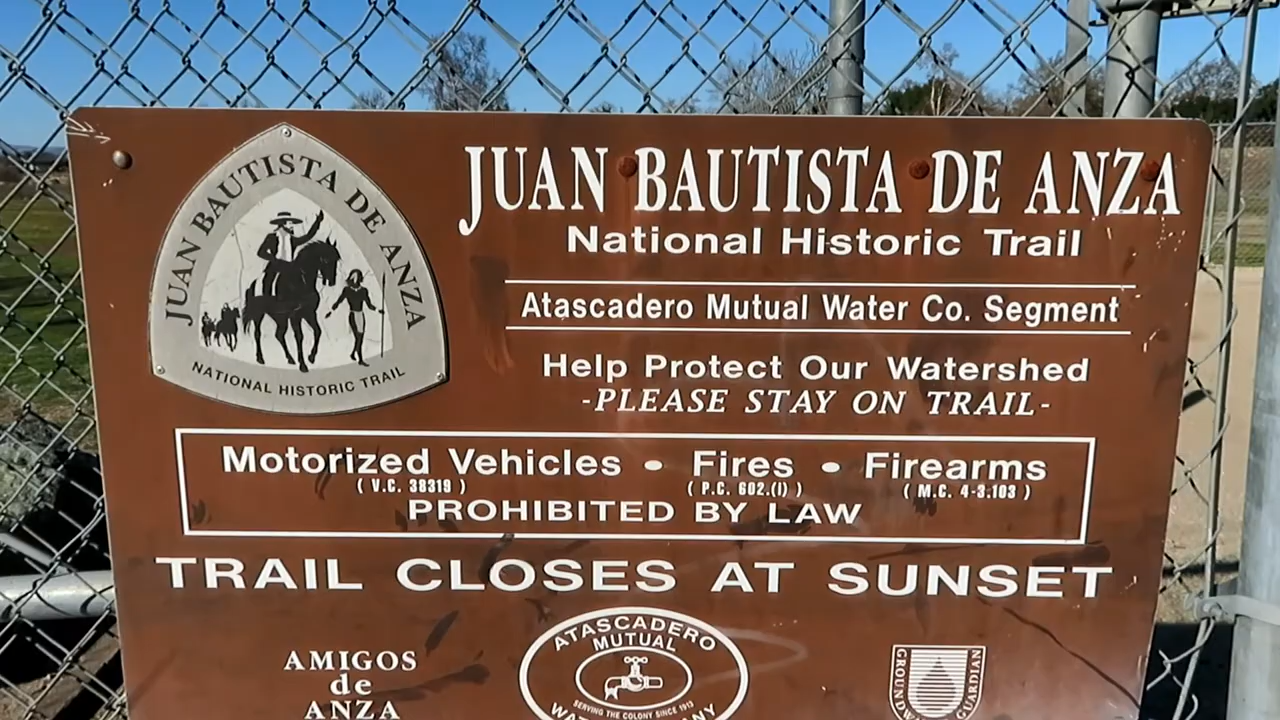 JUAN BAUTISTA DE ANZA
NATIONAL HISTORIC TRAIL
JUAN BAUTISTA DE ANZA
National Historic Trail
Atascadero Mutual Water Co. Segment
Help Protect Our Watershed
-PLEASE STAY ON TRAIL-
Motorized Vehicles • Fires • Firearms
( V.C. 38319 ) ( P.C. 602.(I) ) ( M.C. 4-3.103 )
PROHIBITED BY LAW
TRAIL CLOSES AT SUNSET
AMIGOS
de
ANZA
ATASCADERO
MUTUAL
SERVING THE COLONY SINCE 1913
GUARDIAN